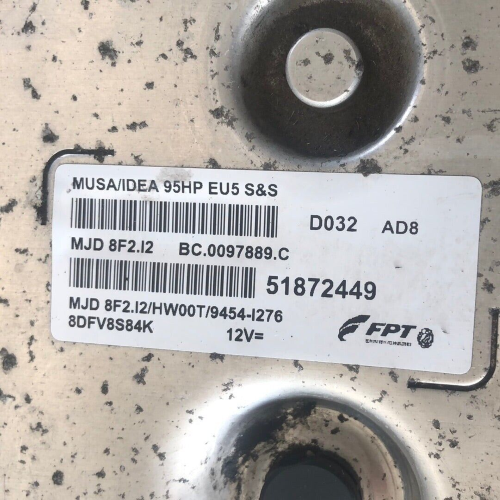 MUSA/IDEA 95HP EU5 S&S
D032 AD8
MJD 8F2.I2 BC.0097889.C
51872449
MJD 8F2.I2/HW00T/9454-I276
8DFV8S84K 12V=
FPT